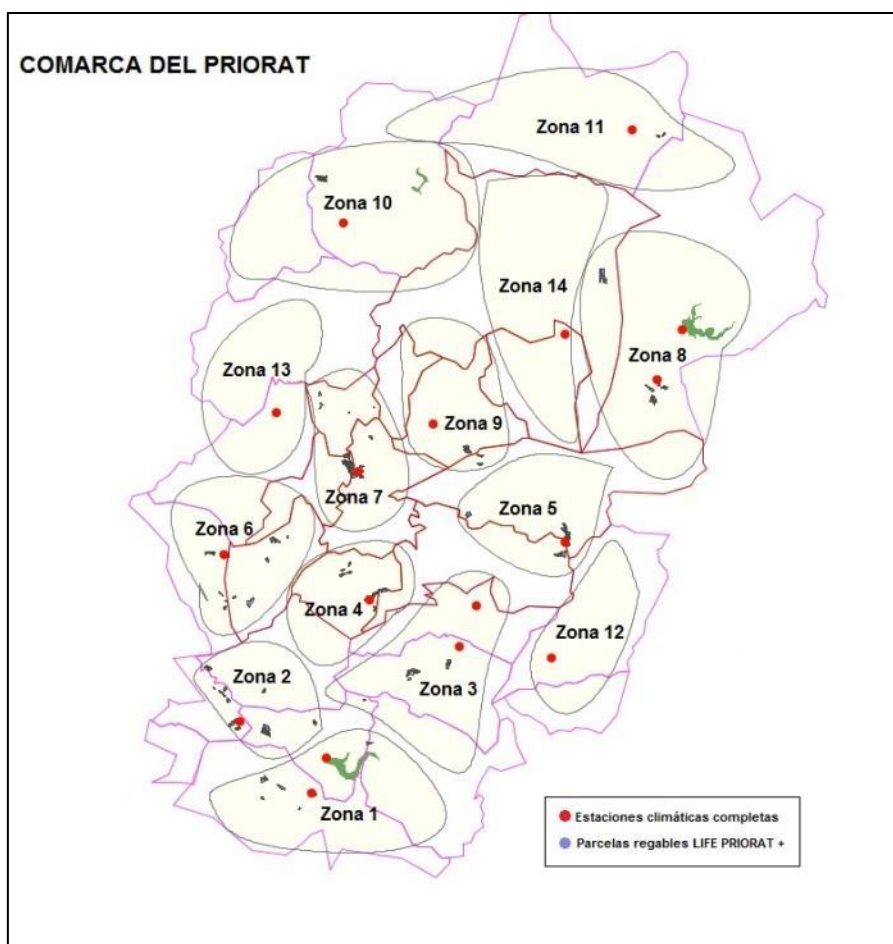 COMARCA DEL PRIORAT
Zona 11
Zona 10
Zona 14
Zona 8
Zona 13
Zona 9
Zona 7
Zona 5
Zona 6
Zona 4
Zona 12
Zona 2
Zona 3
Zona 1
Estaciones climáticas completas
Parcelas regables LIFE PRIORAT +